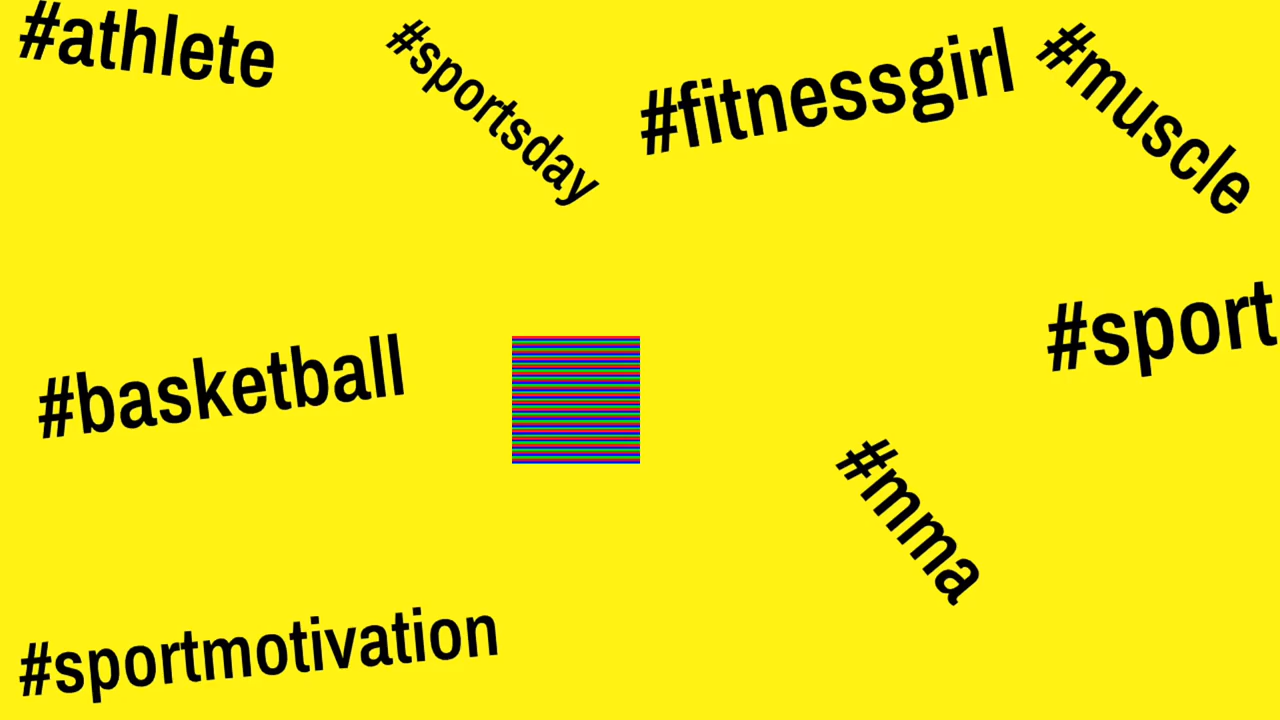 #athlete
#sportsday
#fitnessgirl
#muscle
#sport
#basketball
#mma
#sportmotivation